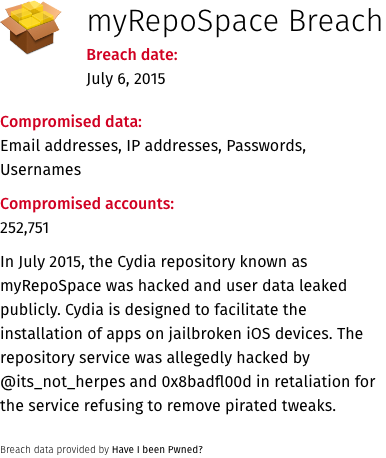 myRepoSpace Breach
Breach date:
July 6, 2015
Compromised data:
Email addresses, IP addresses, Passwords,
Usernames
Compromised accounts:
252,751
In July 2015, the Cydia repository known as
myRepoSpace was hacked and user data leaked
publicly. Cydia is designed to facilitate the
installation of apps on jailbroken iOS devices. The
repository service was allegedly hacked by
@its_not_herpes and 0x8badfl00d in retaliation for
the service refusing to remove pirated tweaks.
Breach data provided by Have I been Pwned?